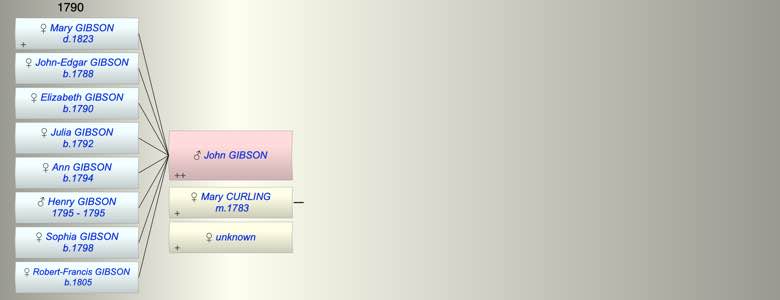 1790
♀ Mary GIBSON
d.1823
+
♀ John-Edgar GIBSON
b.1788
♀ Elizabeth GIBSON
b.1790
♀ Julia GIBSON
b.1792
♀ Ann GIBSON
b.1794
♂ Henry GIBSON
1795 - 1795
♀ Sophia GIBSON
b.1798
♀ Robert-Francis GIBSON
b.1805
♂ John GIBSON
++
♀ Mary CURLING
m.1783
+
♀ unknown
+